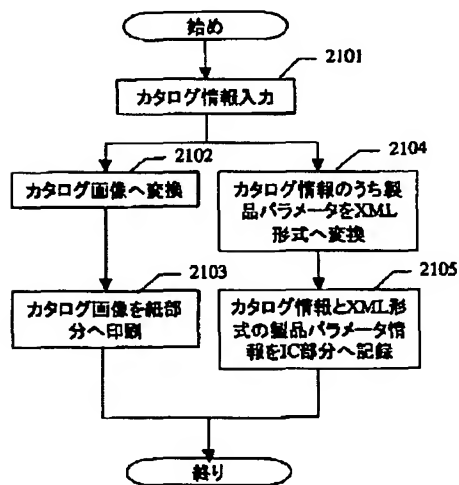 始め
2101
カタログ情報入力
2102
カタログ画像へ変換
2103
カタログ画像を紙部
分へ印刷
2104
カタログ情報のうち製
品パラメータをXML
形式へ変換
2105
カタログ情報とXML形
式の製品パラメータ情
報をIC部分へ記録
終り